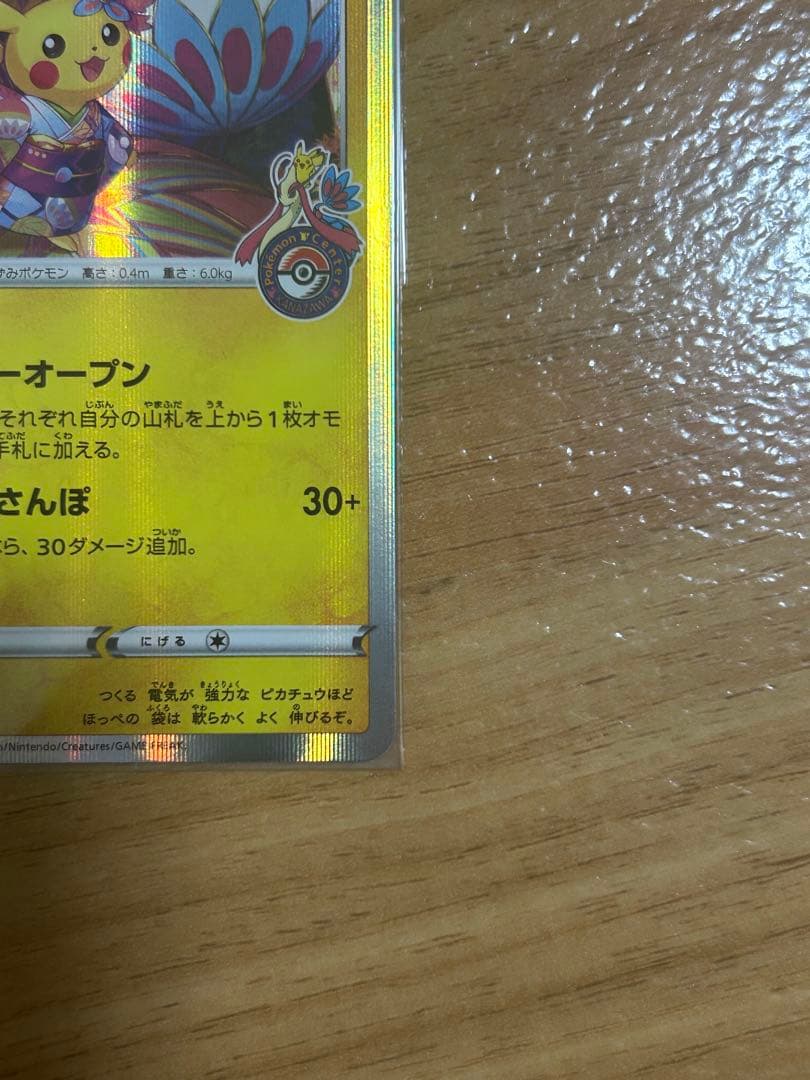 ずみポケモン 高さ:0.4m 重さ:6.0kg
Pokémon Center
KANAZAWA
ーオープン
それぞれ自分の山札を上から1枚オモ
手札に加える。
さんぽ 30+
ら、30ダメージ追加。
にげる
つくる 電気が 強力な ピカチュウほど
ほっぺの 袋は 軟らかく よく 伸びるぞ。
/Nintendo/Creatures/GAME FREAK.